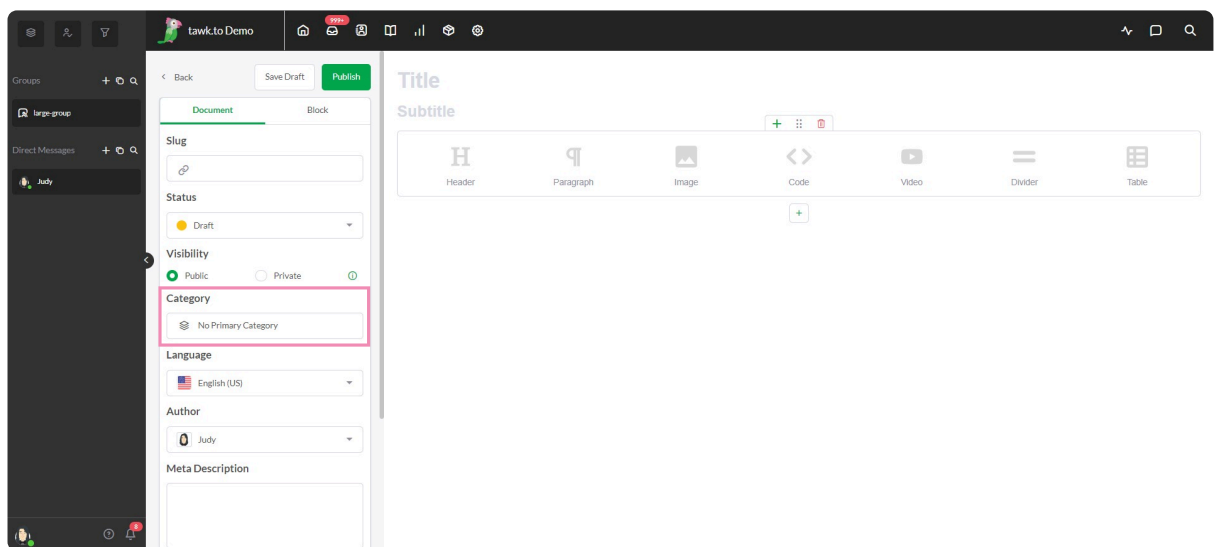 tawk.to Demo
999+
Groups
large-group
Direct Messages
Judy
8
Back
Save Draft
Publish
Document
Block
Slug
Status
Draft
Visibility
Public
Private
Category
No Primary Category
Language
English (US)
Author
Judy
Meta Description
Title
Subtitle
Header
Paragraph
Image
Code
Video
Divider
Table